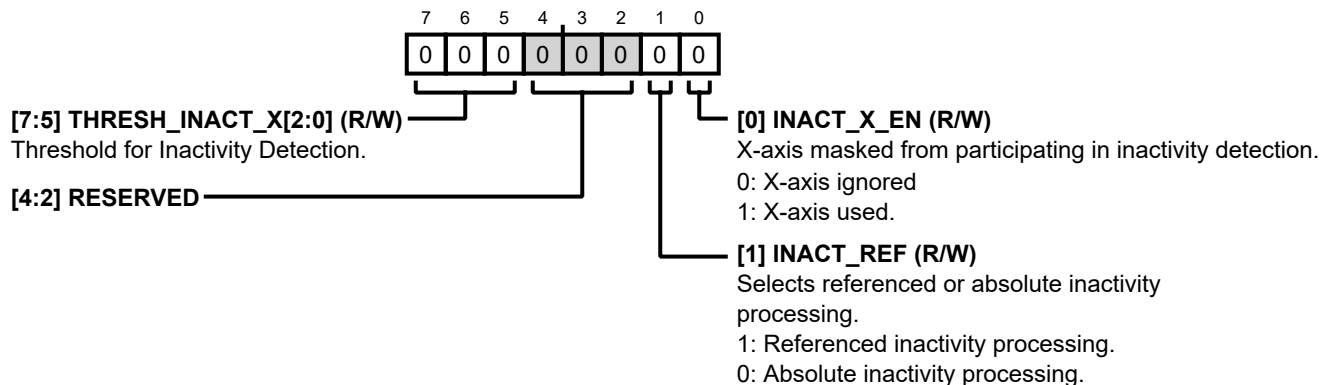 7 6 5 4 3 2 1 0
0 0 0 0 0 0 0 0
[7:5] THRESH_INACT_X[2:0] (R/W)
Threshold for Inactivity Detection.
[4:2] RESERVED
[0] INACT_X_EN (R/W)
X-axis masked from participating in inactivity detection.
0: X-axis ignored
1: X-axis used.
[1] INACT_REF (R/W)
Selects referenced or absolute inactivity
processing.
1: Referenced inactivity processing.
0: Absolute inactivity processing.